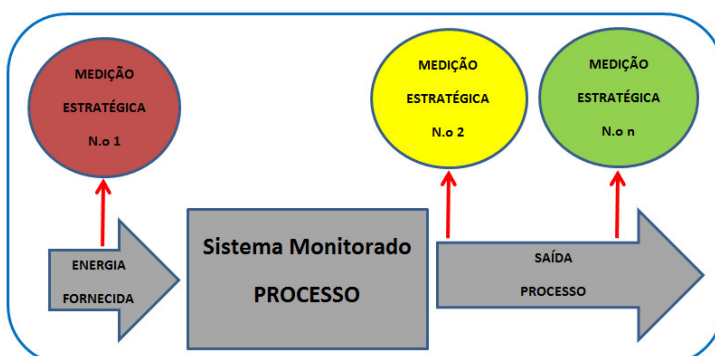 MEDIÇÃO
ESTRATÉGICA
N.o 1
MEDIÇÃO
ESTRATÉGICA
N.o 2
MEDIÇÃO
ESTRATÉGICA
N.o n
ENERGIA
FORNECIDA
Sistema Monitorado
PROCESSO
SAÍDA
PROCESSO